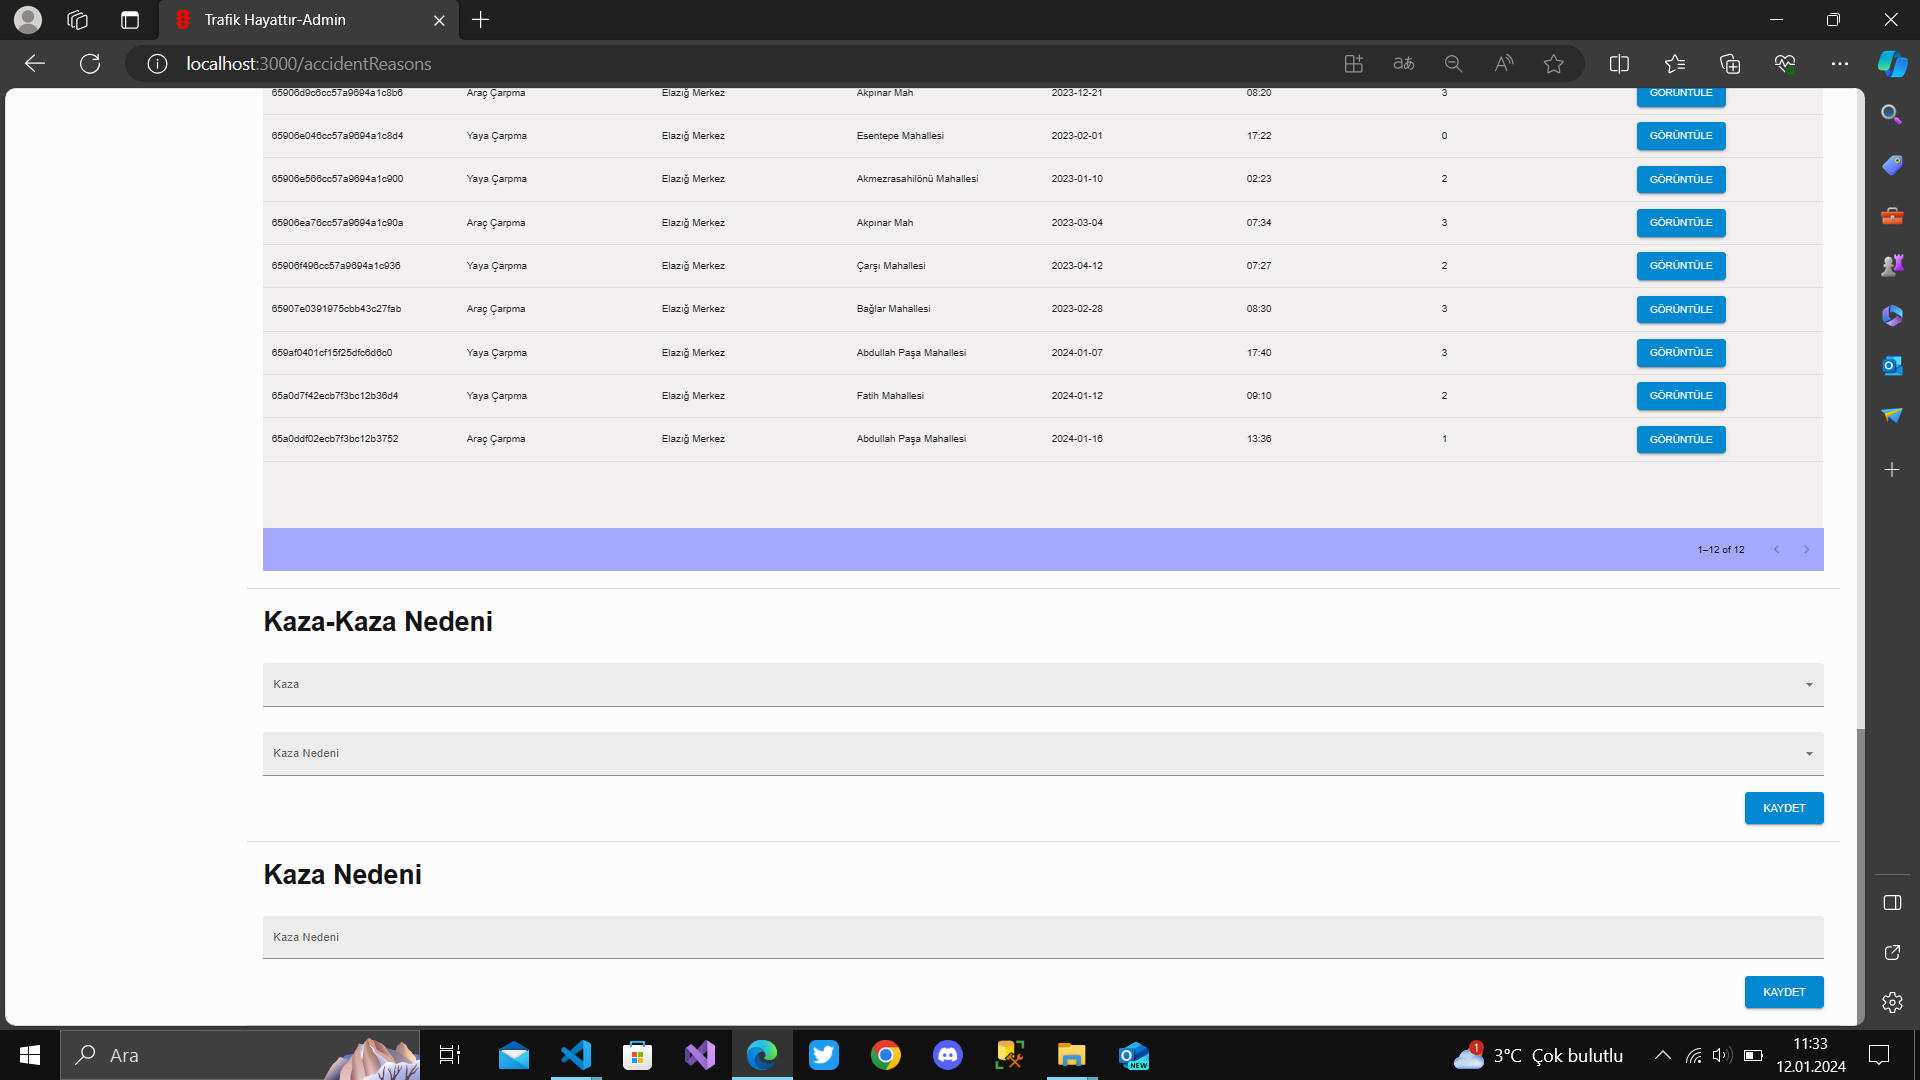 Trafik Hayattır-Admin
localhost:3000/accidentReasons
65906d9c6cc57a9694a1c8b6 Araç Çarpma Elazığ Merkez Akpınar Mah 2023-12-21 08:20 3 GÖRÜNTÜLE
65906e046cc57a9694a1c8d4 Yaya Çarpma Elazığ Merkez Esentepe Mahallesi 2023-02-01 17:22 0 GÖRÜNTÜLE
65906e566cc57a9694a1c900 Yaya Çarpma Elazığ Merkez Akmezrasahilönü Mahallesi 2023-01-10 02:23 2 GÖRÜNTÜLE
65906ea76cc57a9694a1c90a Araç Çarpma Elazığ Merkez Akpınar Mah 2023-03-04 07:34 3 GÖRÜNTÜLE
65906f496cc57a9694a1c936 Yaya Çarpma Elazığ Merkez Çarşı Mahallesi 2023-04-12 07:27 2 GÖRÜNTÜLE
65907e0391975cbb43c27fab Araç Çarpma Elazığ Merkez Bağlar Mahallesi 2023-02-28 08:30 3 GÖRÜNTÜLE
659af0401cf15f25dfc6d6c0 Yaya Çarpma Elazığ Merkez Abdullah Paşa Mahallesi 2024-01-07 17:40 3 GÖRÜNTÜLE
65a0d7f42ecb7f3bc12b36d4 Yaya Çarpma Elazığ Merkez Fatih Mahallesi 2024-01-12 09:10 2 GÖRÜNTÜLE
65a0ddf02ecb7f3bc12b3752 Araç Çarpma Elazığ Merkez Abdullah Paşa Mahallesi 2024-01-16 13:36 1 GÖRÜNTÜLE
1–12 of 12
Kaza-Kaza Nedeni
Kaza
Kaza Nedeni
KAYDET
Kaza Nedeni
Kaza Nedeni
KAYDET
Ara
NEW
1
3°C Çok bulutlu
11:33
12.01.2024